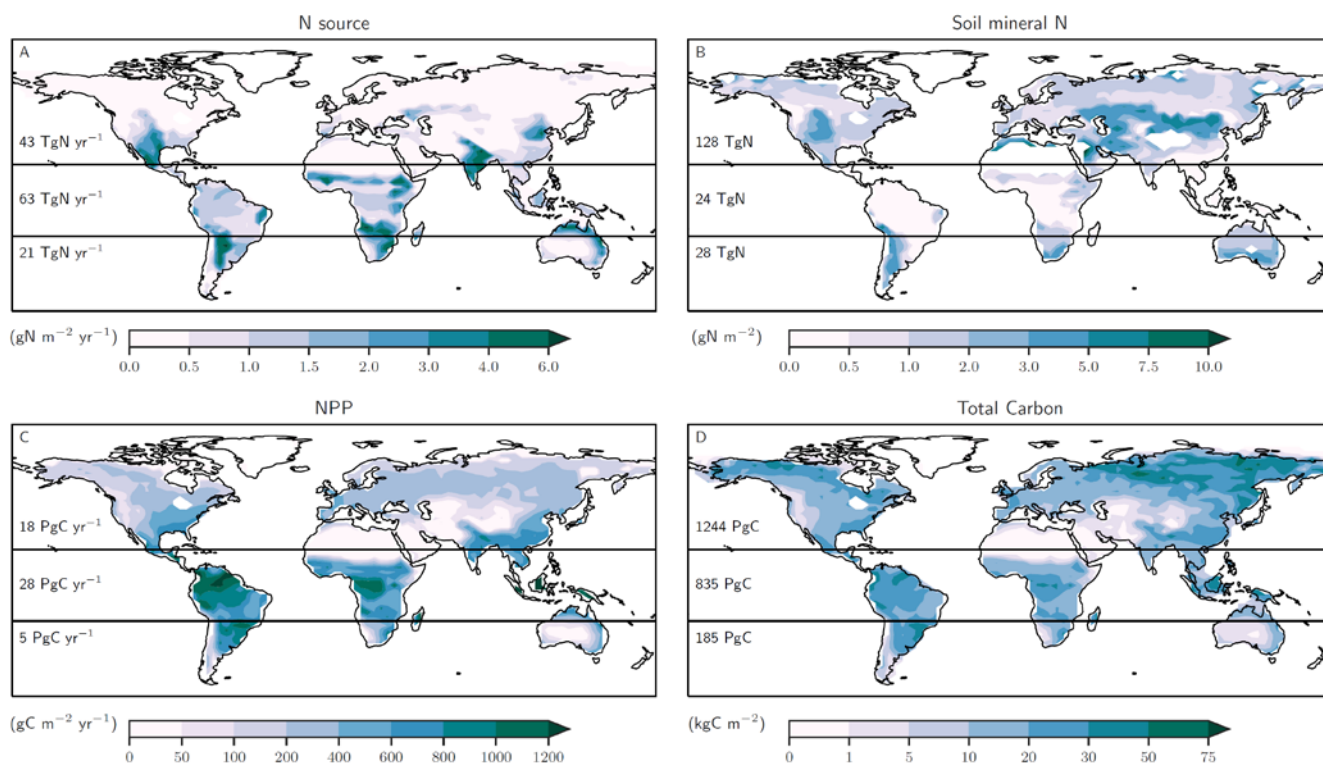 N source
A
43 TgN yr⁻¹
63 TgN yr⁻¹
21 TgN yr⁻¹
(gN m⁻² yr⁻¹)
0.0 0.5 1.0 1.5 2.0 3.0 4.0 6.0
Soil mineral N
B
128 TgN
24 TgN
28 TgN
(gN m⁻²)
0.0 0.5 1.0 2.0 3.0 5.0 7.5 10.0
NPP
C
18 PgC yr⁻¹
28 PgC yr⁻¹
5 PgC yr⁻¹
(gC m⁻² yr⁻¹)
0 50 100 200 400 600 800 1000 1200
Total Carbon
D
1244 PgC
835 PgC
185 PgC
(kgC m⁻²)
0 1 5 10 20 30 50 75